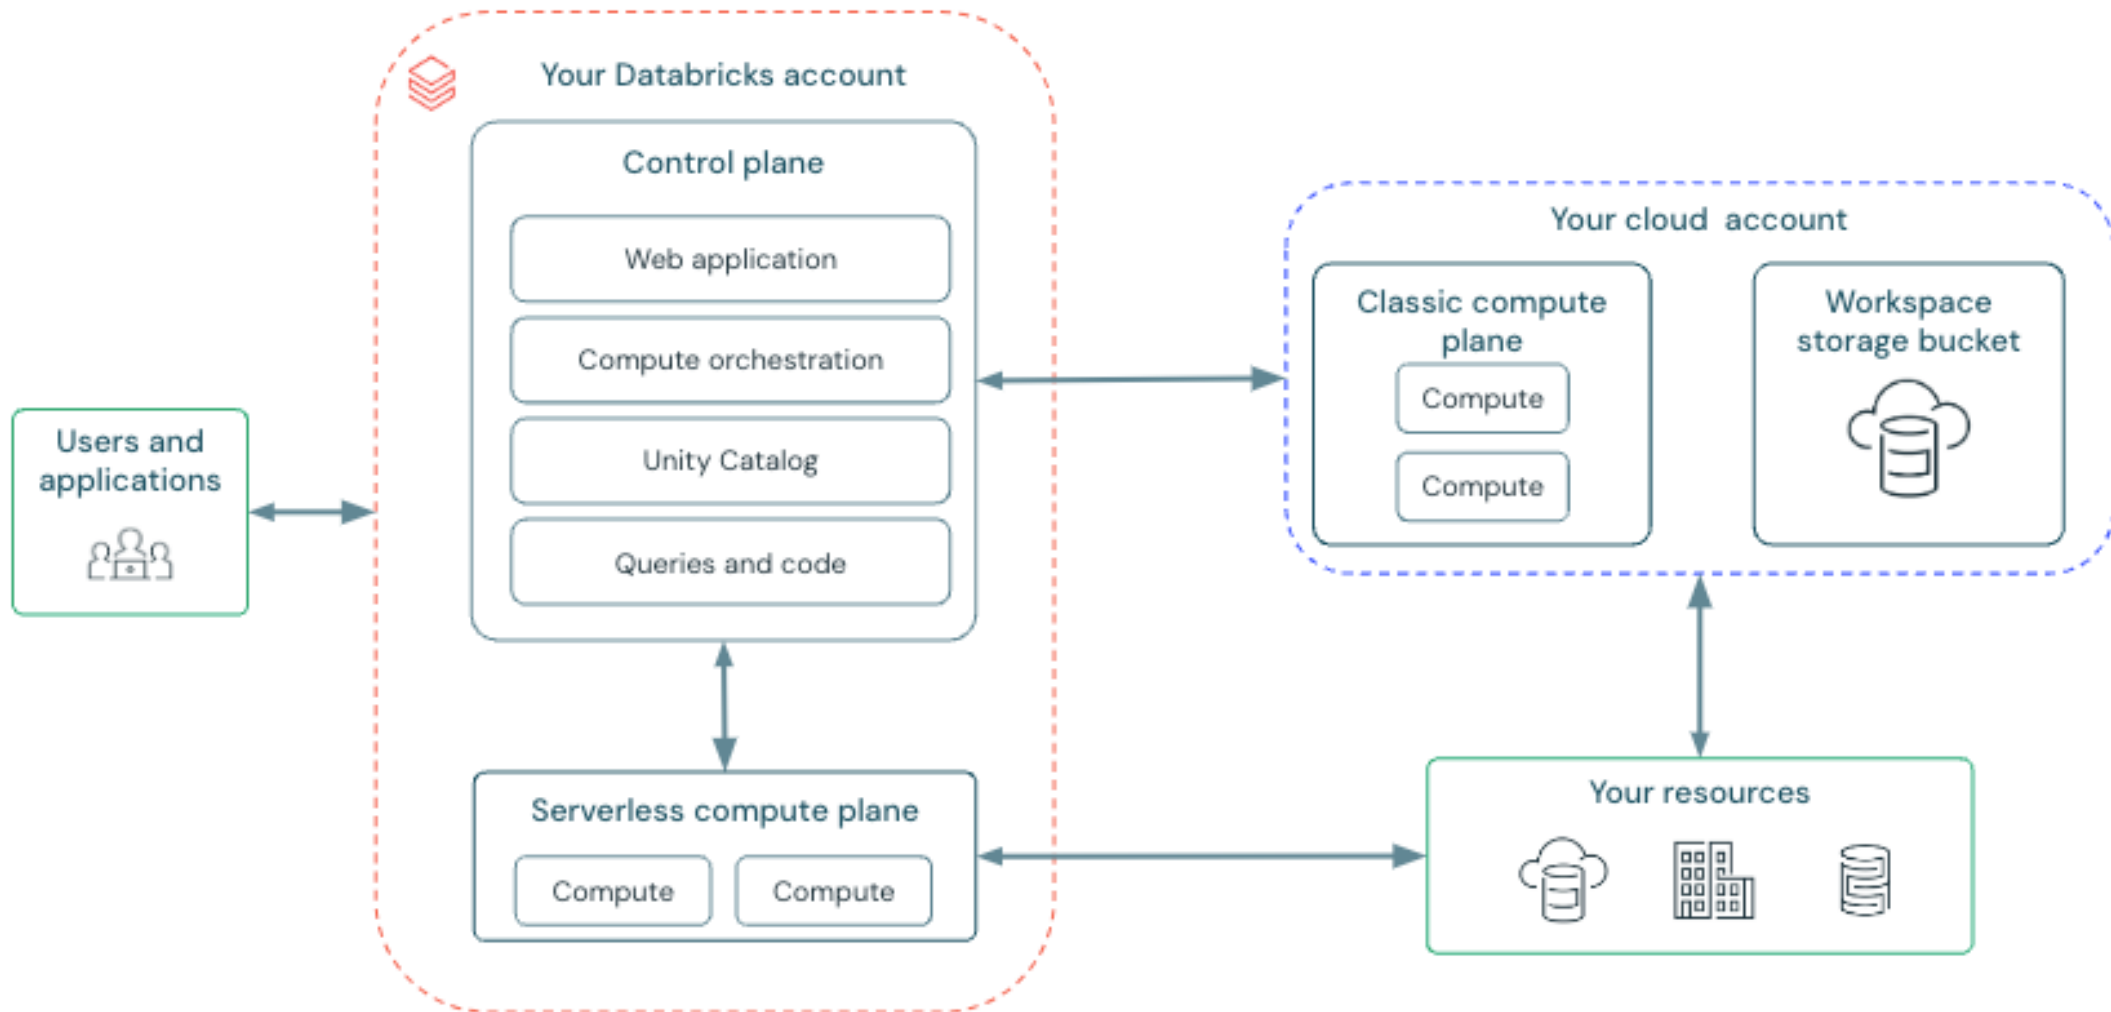 Your Databricks account
Control plane
Web application
Compute orchestration
Unity Catalog
Queries and code
Users and
applications
Serverless compute plane
Compute
Compute
Your cloud account
Classic compute
plane
Compute
Compute
Workspace
storage bucket
Your resources